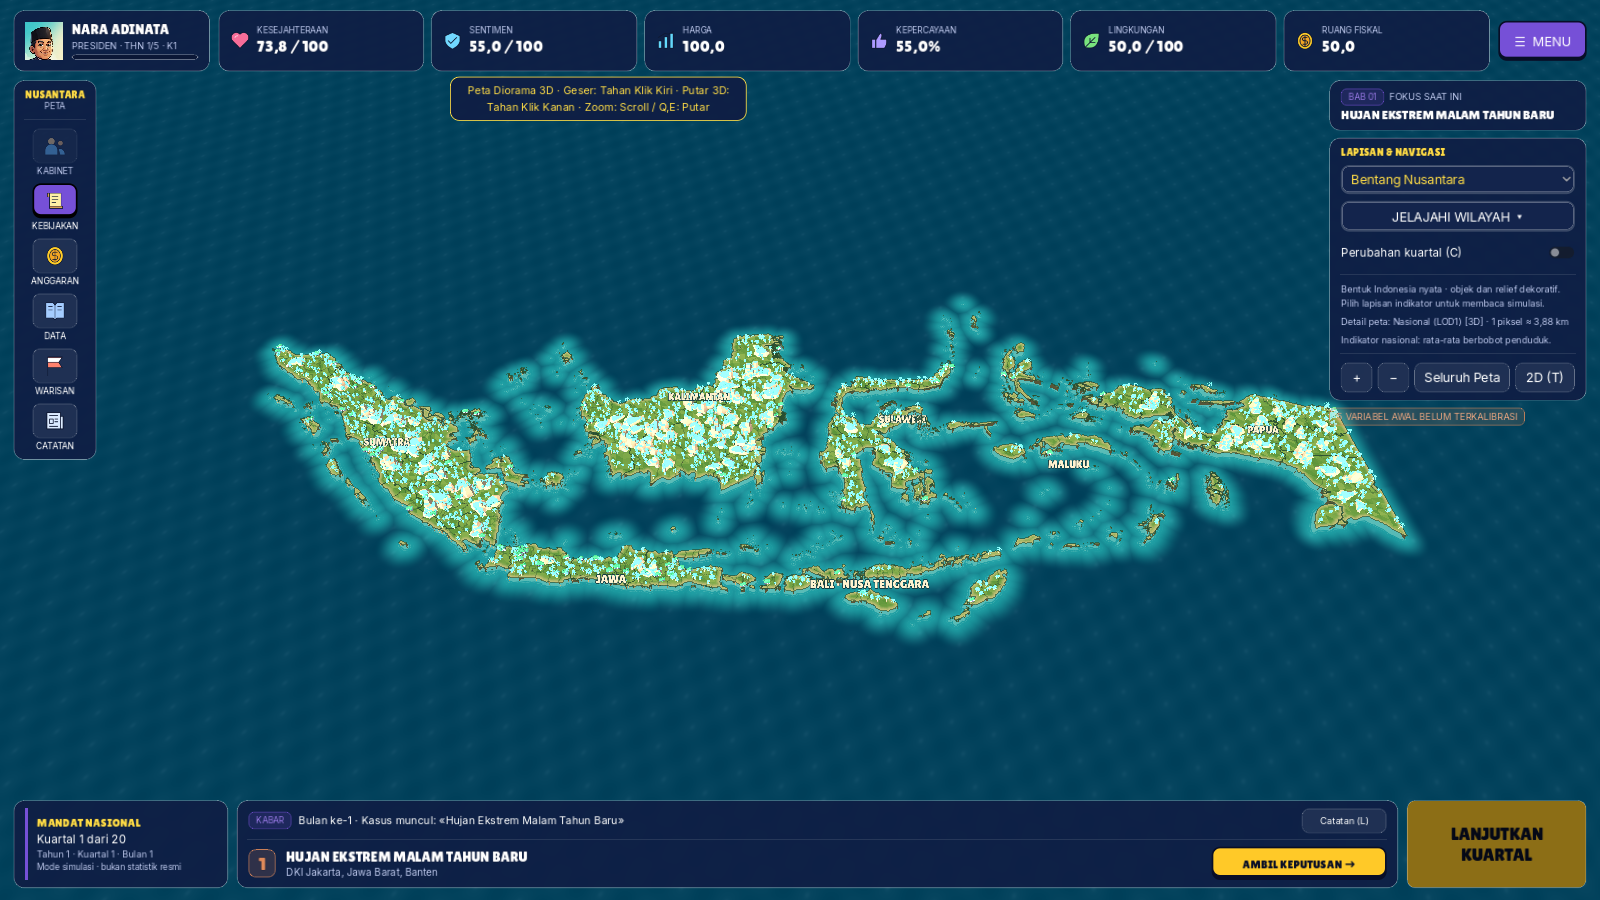 NARA ADINATA
PRESIDEN · THN 1/5 · K1
KESEJAHTERAAN
73,8 / 100
SENTIMEN
55,0 / 100
HARGA
100,0
KEPERCAYAAN
55,0%
LINGKUNGAN
50,0 / 100
RUANG FISKAL
50,0
☰ MENU
NUSANTARA
PETA
KABINET
KEBIJAKAN
ANGGARAN
DATA
WARISAN
CATATAN
Peta Diorama 3D · Geser: Tahan Klik Kiri · Putar 3D:
Tahan Klik Kanan · Zoom: Scroll / Q,E: Putar
BAB 01 FOKUS SAAT INI
HUJAN EKSTREM MALAM TAHUN BARU
LAPISAN & NAVIGASI
Bentang Nusantara
JELAJAHI WILAYAH ▾
Perubahan kuartal (C)
Bentuk Indonesia nyata · objek dan relief dekoratif.
Pilih lapisan indikator untuk membaca simulasi.
Detail peta: Nasional (LOD1) [3D] · 1 piksel ≈ 3,88 km
Indikator nasional: rata-rata berbobot penduduk.
+ − Seluruh Peta 2D (T)
VARIABEL AWAL BELUM TERKALIBRASI
SUMATRA
KALIMANTAN
SULAWESI
MALUKU
PAPUA
JAWA
BALI · NUSA TENGGARA
MANDAT NASIONAL
Kuartal 1 dari 20
Tahun 1 · Kuartal 1 · Bulan 1
Mode simulasi · bukan statistik resmi
KABAR Bulan ke-1 · Kasus muncul: «Hujan Ekstrem Malam Tahun Baru»
Catatan (L)
1 HUJAN EKSTREM MALAM TAHUN BARU
DKI Jakarta, Jawa Barat, Banten
AMBIL KEPUTUSAN →
LANJUTKAN
KUARTAL